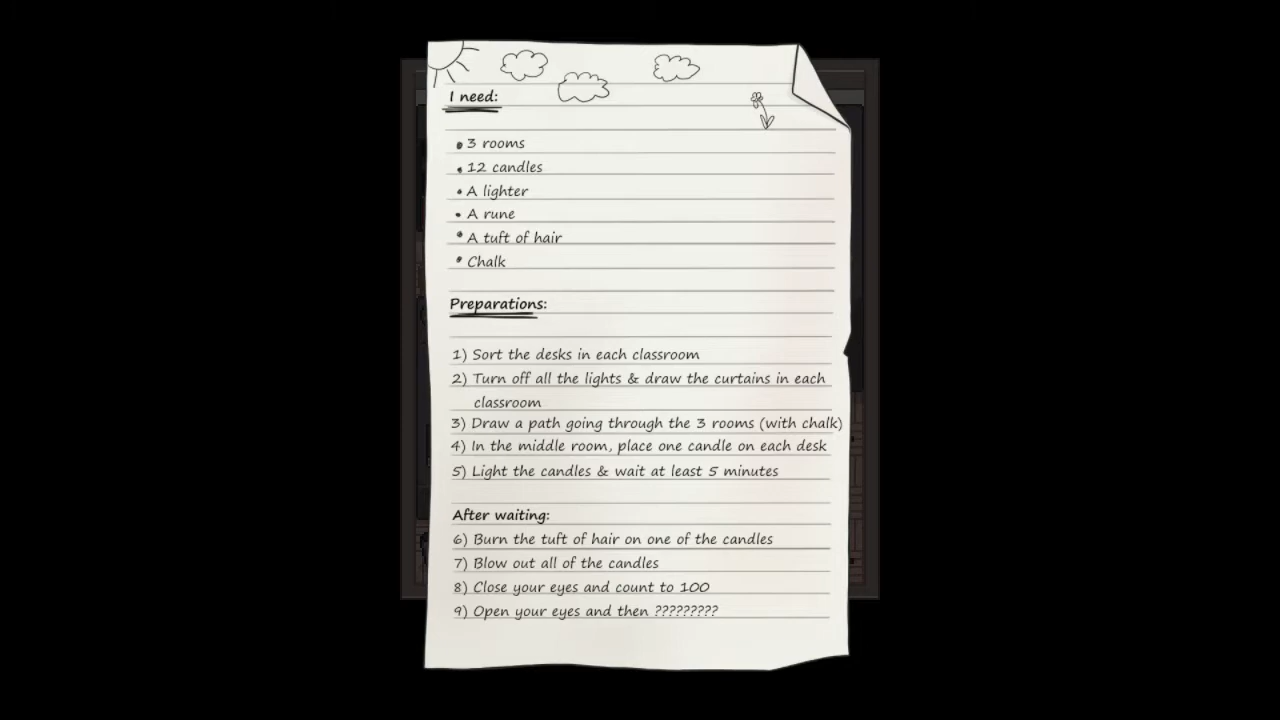 I need:
• 3 rooms
• 12 candles
• A lighter
• A rune
• A tuft of hair
• Chalk
Preparations:
1) Sort the desks in each classroom
2) Turn off all the lights & draw the curtains in each
classroom
3) Draw a path going through the 3 rooms (with chalk)
4) In the middle room, place one candle on each desk
5) Light the candles & wait at least 5 minutes
After waiting:
6) Burn the tuft of hair on one of the candles
7) Blow out all of the candles
8) Close your eyes and count to 100
9) Open your eyes and then ?????????